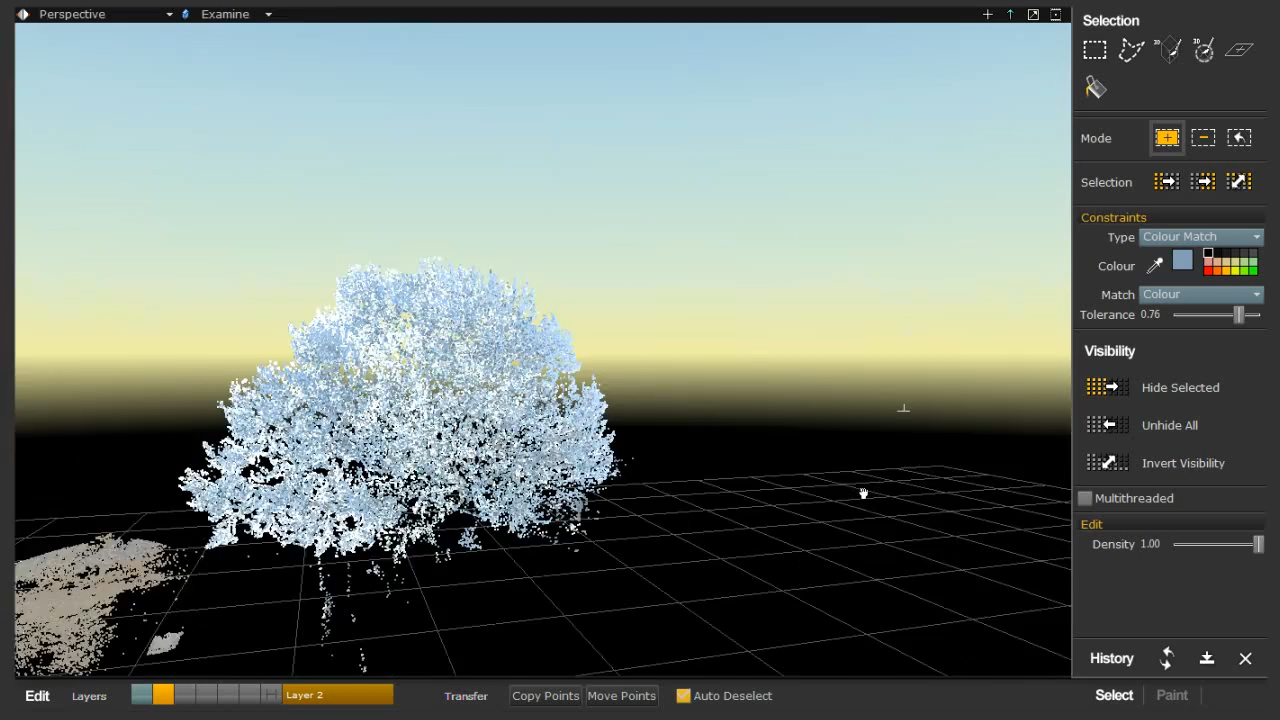 Perspective
Examine
Selection
Mode
Selection
Constraints
Type Colour Match
Colour
Match Colour
Tolerance 0.76
Visibility
Hide Selected
Unhide All
Invert Visibility
Multithreaded
Edit
Density 1.00
History
Edit Layers Layer 2 Transfer Copy Points Move Points Auto Deselect Select Paint